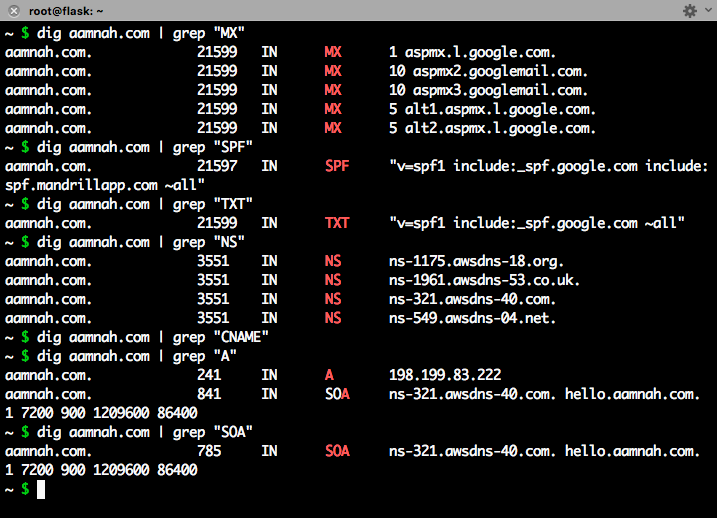 root@flask: ~
~ $ dig aamnah.com | grep "MX"
aamnah.com. 21599 IN MX 1 aspmx.l.google.com.
aamnah.com. 21599 IN MX 10 aspmx2.googlemail.com.
aamnah.com. 21599 IN MX 10 aspmx3.googlemail.com.
aamnah.com. 21599 IN MX 5 alt1.aspmx.l.google.com.
aamnah.com. 21599 IN MX 5 alt2.aspmx.l.google.com.
~ $ dig aamnah.com | grep "SPF"
aamnah.com. 21597 IN SPF "v=spf1 include:_spf.google.com include:
spf.mandrillapp.com ~all"
~ $ dig aamnah.com | grep "TXT"
aamnah.com. 21599 IN TXT "v=spf1 include:_spf.google.com ~all"
~ $ dig aamnah.com | grep "NS"
aamnah.com. 3551 IN NS ns-1175.awsdns-18.org.
aamnah.com. 3551 IN NS ns-1961.awsdns-53.co.uk.
aamnah.com. 3551 IN NS ns-321.awsdns-40.com.
aamnah.com. 3551 IN NS ns-549.awsdns-04.net.
~ $ dig aamnah.com | grep "CNAME"
~ $ dig aamnah.com | grep "A"
aamnah.com. 241 IN A 198.199.83.222
aamnah.com. 841 IN SOA ns-321.awsdns-40.com. hello.aamnah.com.
1 7200 900 1209600 86400
~ $ dig aamnah.com | grep "SOA"
aamnah.com. 785 IN SOA ns-321.awsdns-40.com. hello.aamnah.com.
1 7200 900 1209600 86400
~ $